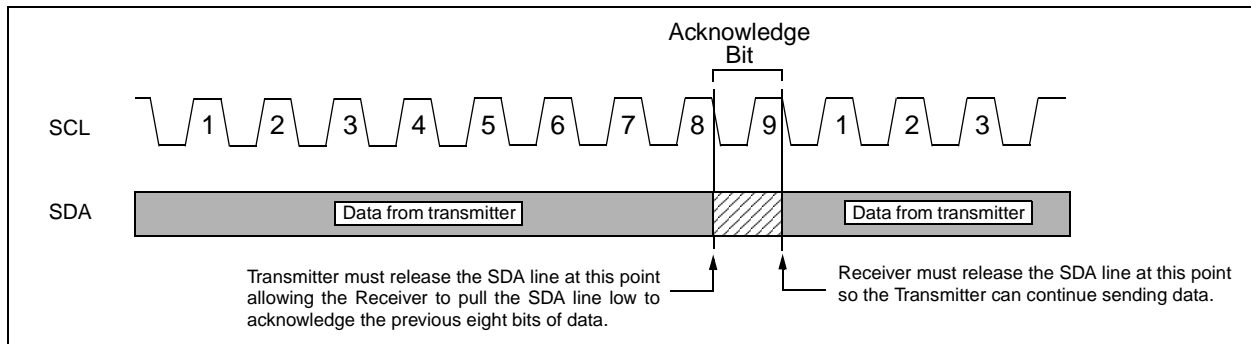 Acknowledge
Bit
SCL
1 2 3 4 5 6 7 8 9 1 2 3
SDA
Data from transmitter
Data from transmitter
Transmitter must release the SDA line at this point
allowing the Receiver to pull the SDA line low to
acknowledge the previous eight bits of data.
Receiver must release the SDA line at this point
so the Transmitter can continue sending data.